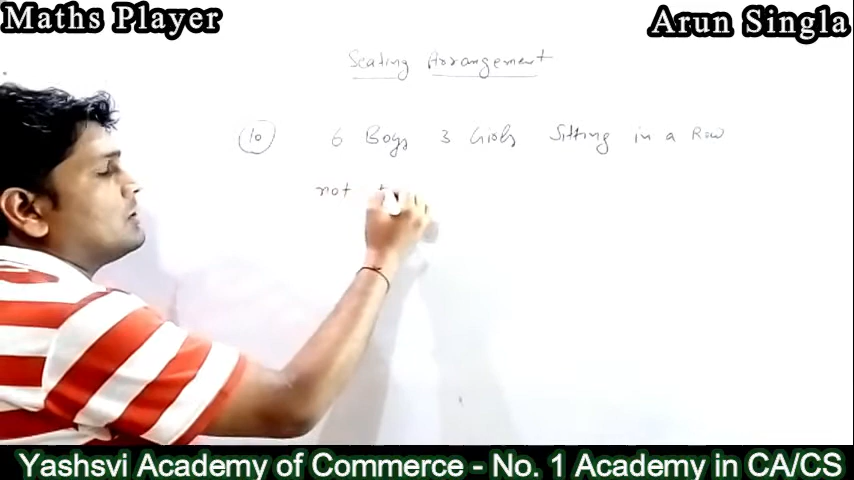 Maths Player
Arun Singla
Seating Arrangement
10 6 Boys 3 Girls Sitting in a Row
not
Yashsvi Academy of Commerce - No. 1 Academy in CA/CS